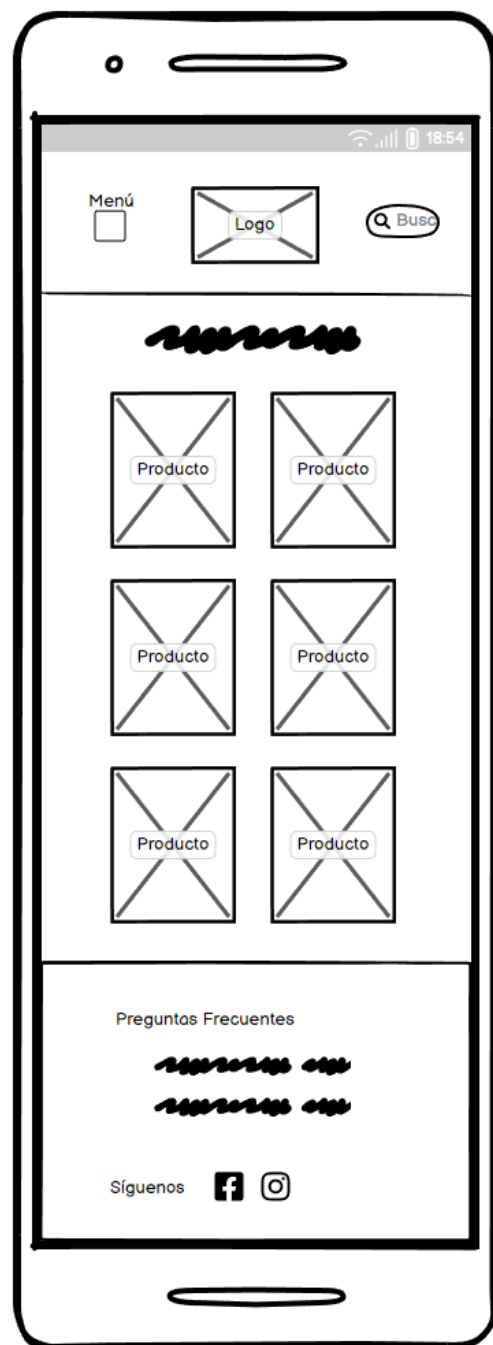 18:54
Menú
Logo
Busc
Producto Producto
Producto Producto
Producto Producto
Preguntas Frecuentes
Síguenos